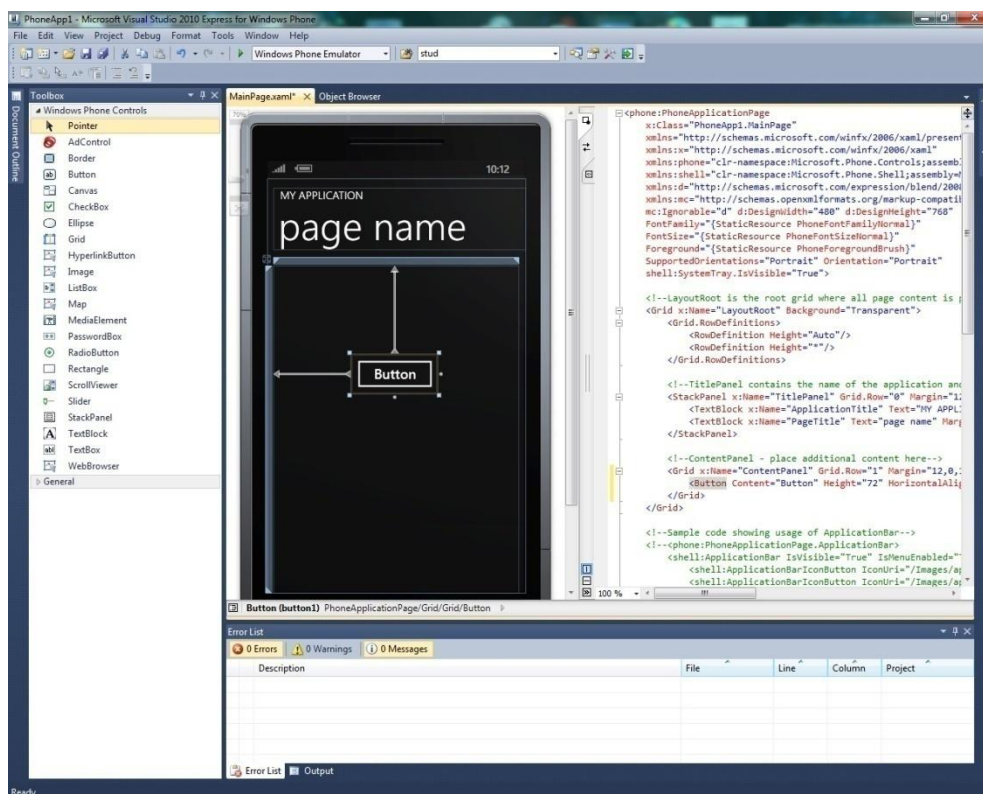 PhoneApp1 - Microsoft Visual Studio 2010 Express for Windows Phone
File Edit View Project Debug Format Tools Window Help
Windows Phone Emulator stud
Document Outline
Toolbox
Windows Phone Controls
Pointer
AdControl
Border
Button
Canvas
CheckBox
Ellipse
Grid
HyperlinkButton
Image
ListBox
Map
MediaElement
PasswordBox
RadioButton
Rectangle
ScrollViewer
Slider
StackPanel
TextBlock
TextBox
WebBrowser
General
MainPage.xaml* Object Browser
70%
10:12
MY APPLICATION
page name
Button
<phone:PhoneApplicationPage
x:Class="PhoneApp1.MainPage"
xmlns="http://schemas.microsoft.com/winfx/2006/xaml/present
xmlns:x="http://schemas.microsoft.com/winfx/2006/xaml"
xmlns:phone="clr-namespace:Microsoft.Phone.Controls;assembl
xmlns:shell="clr-namespace:Microsoft.Phone.Shell;assembly=M
xmlns:d="http://schemas.microsoft.com/expression/blend/2008
xmlns:mc="http://schemas.openxmlformats.org/markup-compatib
mc:Ignorable="d" d:DesignWidth="480" d:DesignHeight="768"
FontFamily="{StaticResource PhoneFontFamilyNormal}"
FontSize="{StaticResource PhoneFontSizeNormal}"
Foreground="{StaticResource PhoneForegroundBrush}"
SupportedOrientations="Portrait" Orientation="Portrait"
shell:SystemTray.IsVisible="True">
<!--LayoutRoot is the root grid where all page content is p
<Grid x:Name="LayoutRoot" Background="Transparent">
<Grid.RowDefinitions>
<RowDefinition Height="Auto"/>
<RowDefinition Height="*"/>
</Grid.RowDefinitions>
<!--TitlePanel contains the name of the application and
<StackPanel x:Name="TitlePanel" Grid.Row="0" Margin="12
<TextBlock x:Name="ApplicationTitle" Text="MY APPL
<TextBlock x:Name="PageTitle" Text="page name" Marg
</StackPanel>
<!--ContentPanel - place additional content here-->
<Grid x:Name="ContentPanel" Grid.Row="1" Margin="12,0,1
<Button Content="Button" Height="72" HorizontalAlig
</Grid>
</Grid>
<!--Sample code showing usage of ApplicationBar-->
<!--<phone:PhoneApplicationPage.ApplicationBar>
<shell:ApplicationBar IsVisible="True" IsMenuEnabled="T
<shell:ApplicationBarIconButton IconUri="/Images/ap
<shell:ApplicationBarIconButton IconUri="/Images/ap
100 %
Button (button1) PhoneApplicationPage/Grid/Grid/Button
Error List
0 Errors 0 Warnings 0 Messages
Description File Line Column Project
Error List Output
Ready